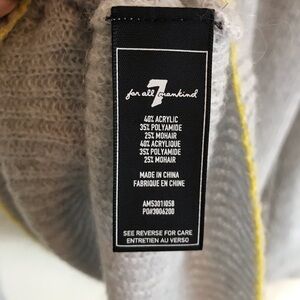 for all 7 mankind
40% ACRYLIC
35% POLYAMIDE
25% MOHAIR
40% ACRYLIQUE
35% POLYAMIDE
25% MOHAIR
MADE IN CHINA
FABRIQUE EN CHINE
AM5301I058
PO#3006200
SEE REVERSE FOR CARE
ENTRETIEN AU VERSO